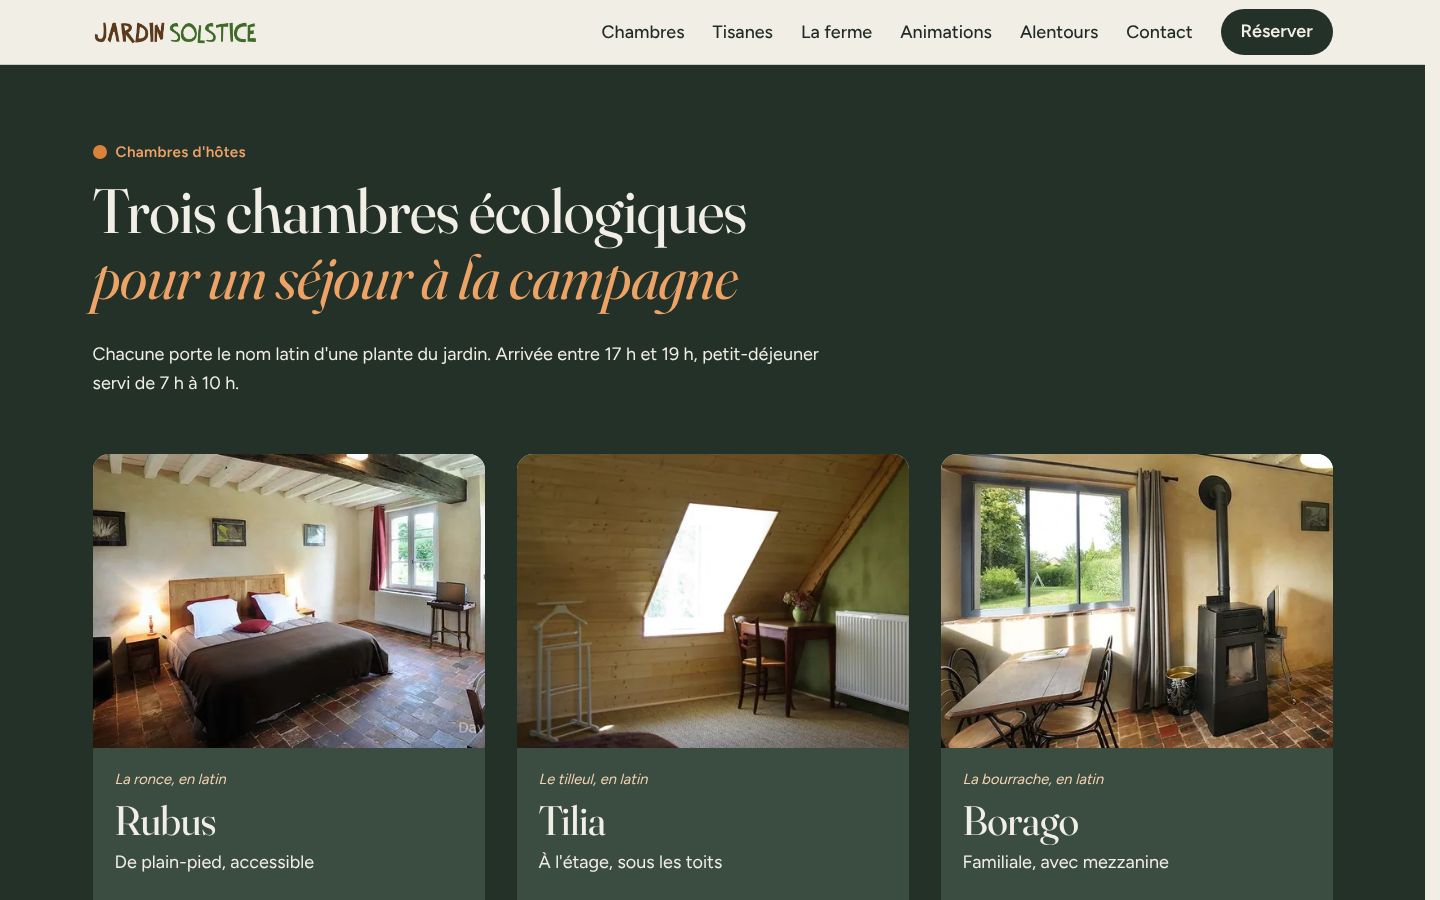 JARDIN SOLSTICE
Chambres
Tisanes
La ferme
Animations
Alentours
Contact
Réserver
Chambres d'hôtes
Trois chambres écologiques
pour un séjour à la campagne
Chacune porte le nom latin d'une plante du jardin. Arrivée entre 17 h et 19 h, petit-déjeuner
servi de 7 h à 10 h.
La ronce, en latin
Rubus
De plain-pied, accessible
Le tilleul, en latin
Tilia
À l'étage, sous les toits
La bourrache, en latin
Borago
Familiale, avec mezzanine